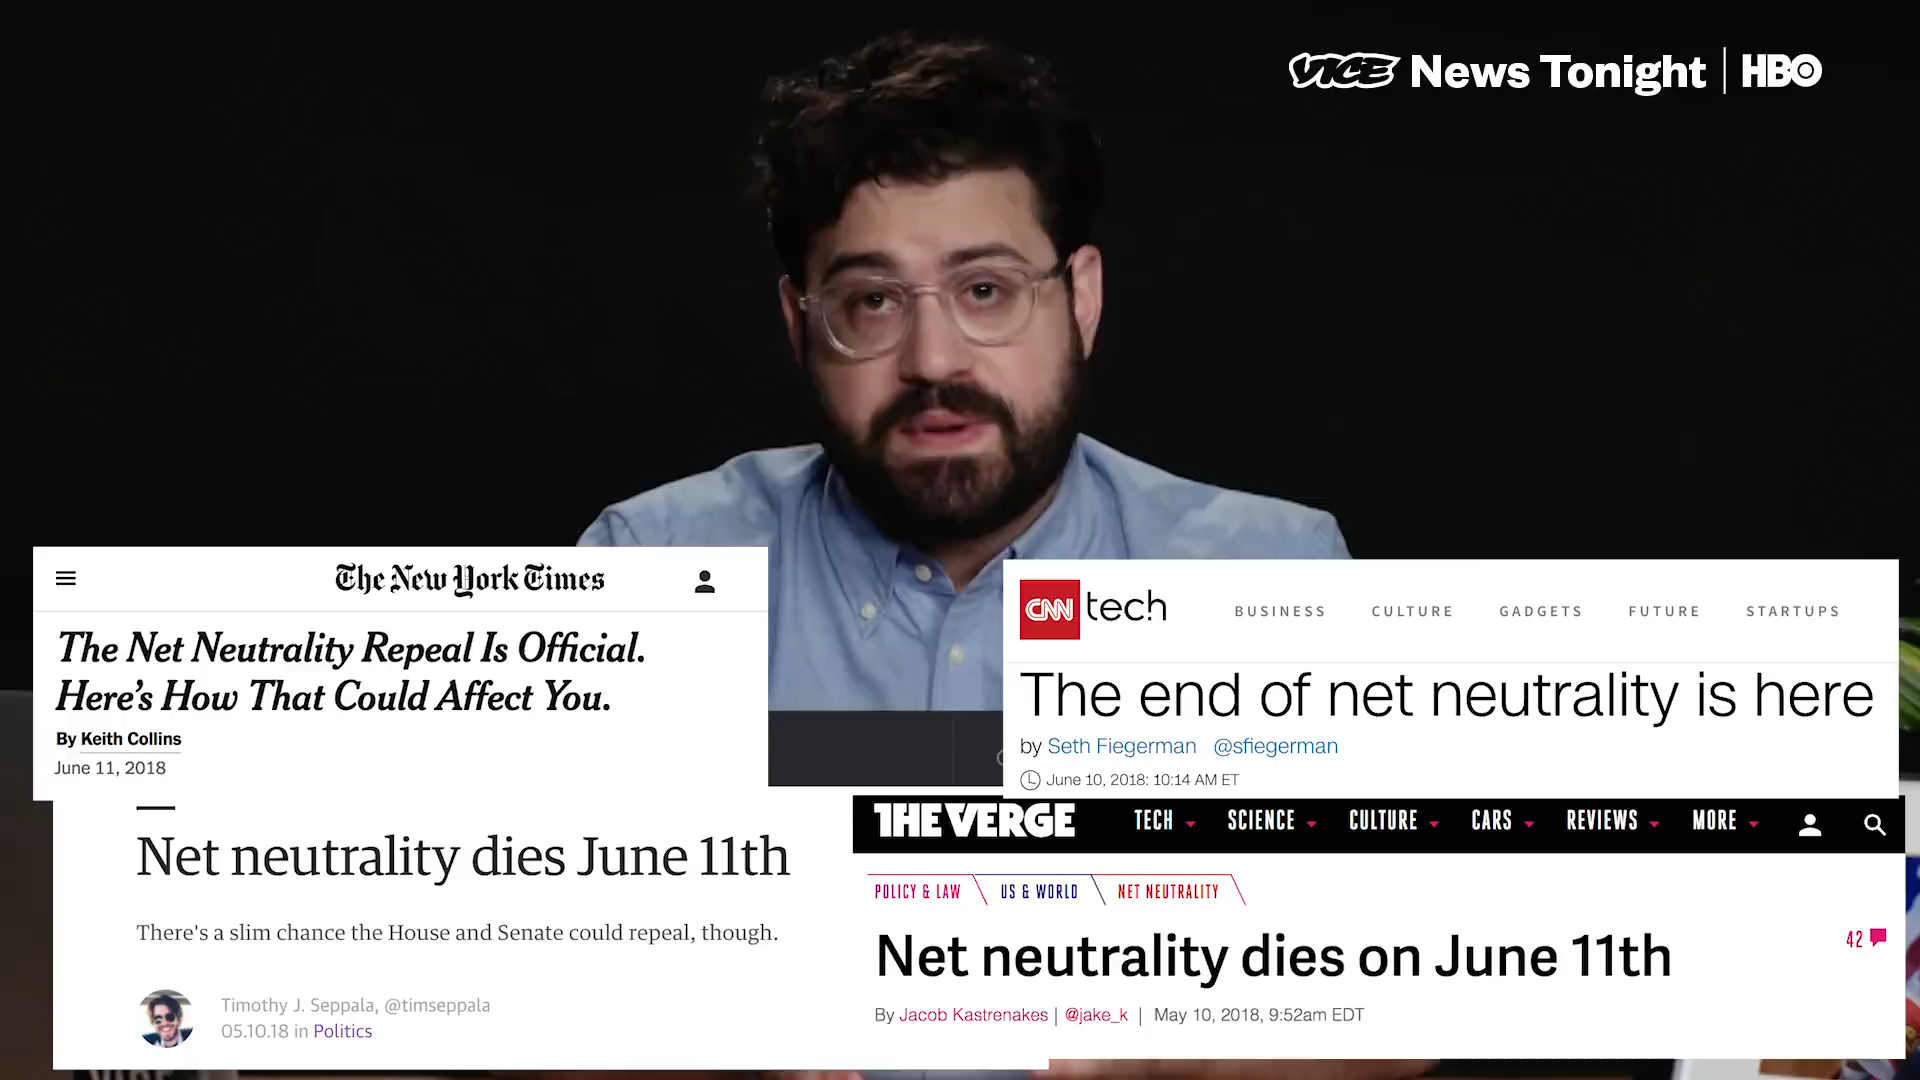 VICE News Tonight | HBO
The New York Times
The Net Neutrality Repeal Is Official.
Here's How That Could Affect You.
By Keith Collins
June 11, 2018
CNN tech BUSINESS CULTURE GADGETS FUTURE STARTUPS
The end of net neutrality is here
by Seth Fiegerman @sfiegerman
June 10, 2018: 10:14 AM ET
Net neutrality dies June 11th
There's a slim chance the House and Senate could repeal, though.
Timothy J. Seppala, @timseppala
05.10.18 in Politics
THE VERGE TECH SCIENCE CULTURE CARS REVIEWS MORE
POLICY & LAW US & WORLD NET NEUTRALITY
Net neutrality dies on June 11th
42
By Jacob Kastrenakes | @jake_k | May 10, 2018, 9:52am EDT